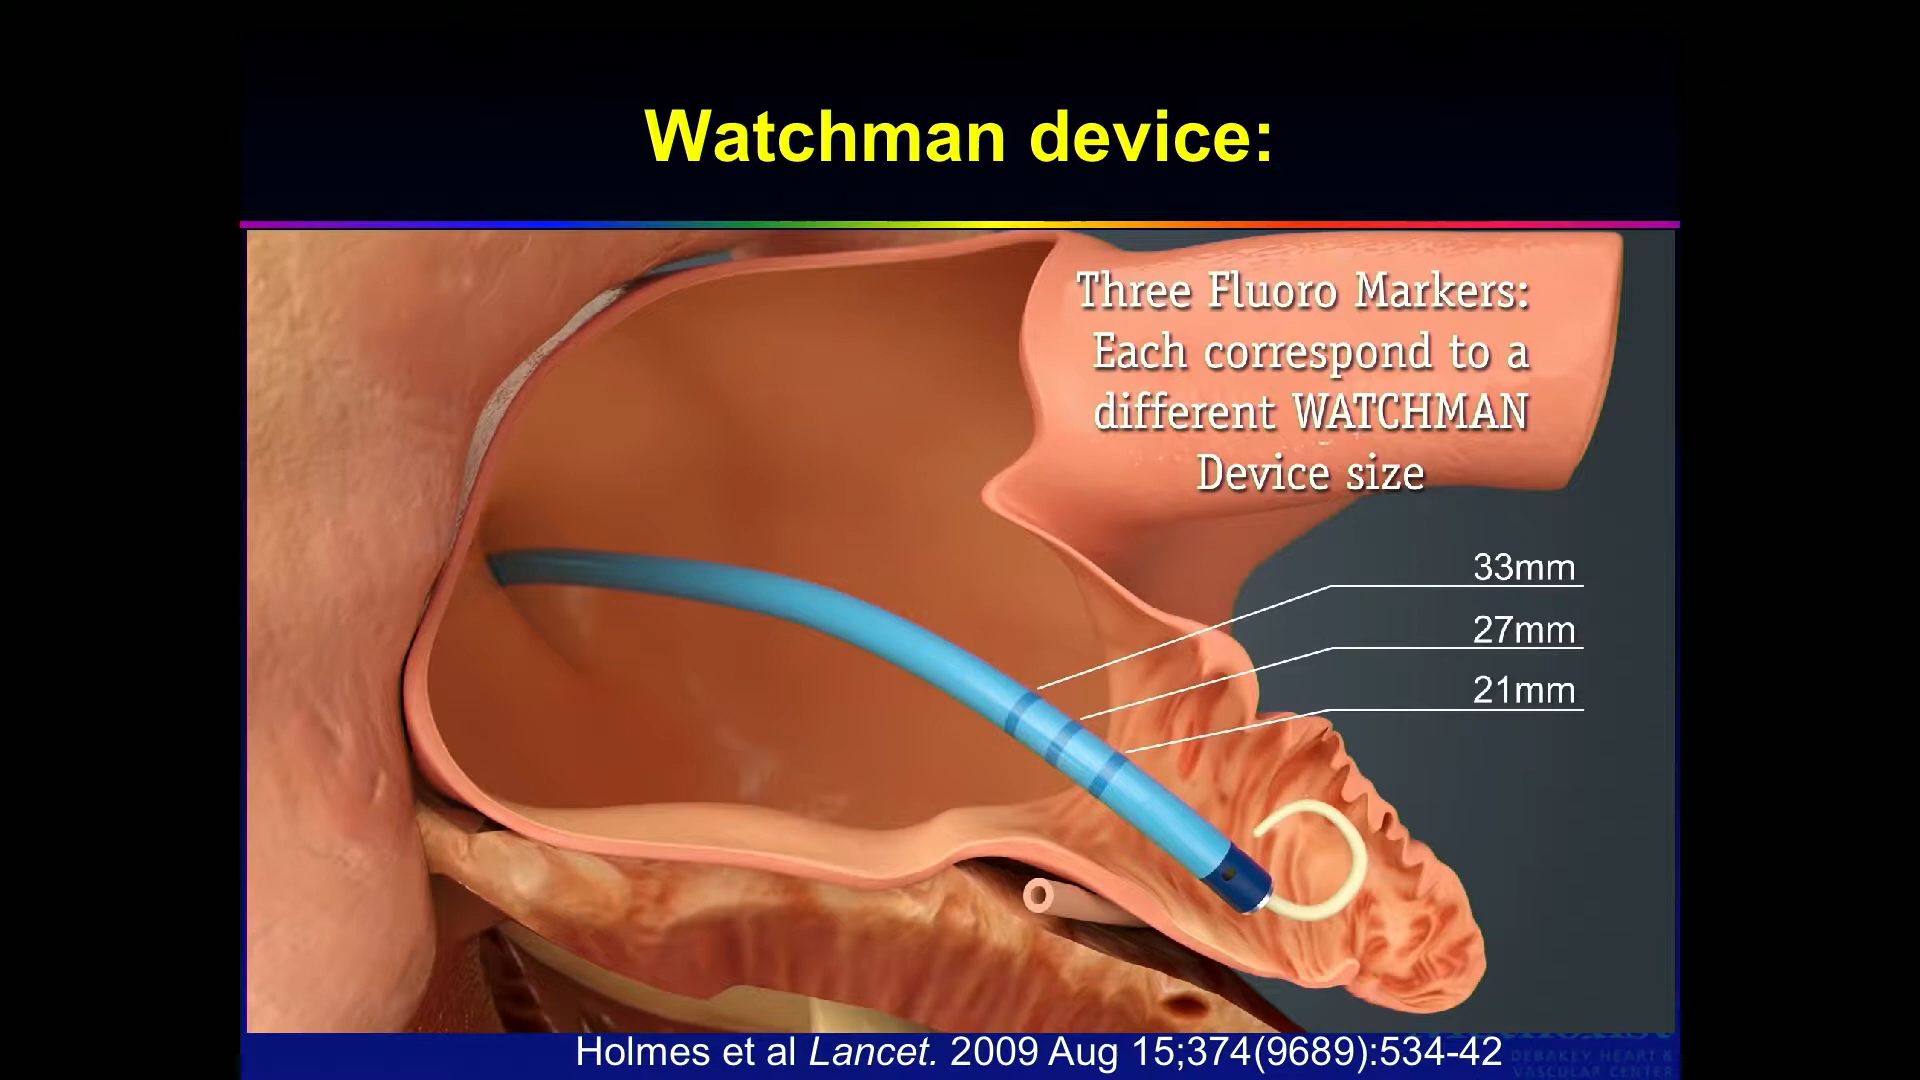 Watchman device:
Three Fluoro Markers:
Each correspond to a
different WATCHMAN
Device size
33mm
27mm
21mm
Holmes et al Lancet. 2009 Aug 15;374(9689):534-42
DEBAKEY HEART &
VASCULAR CENTER